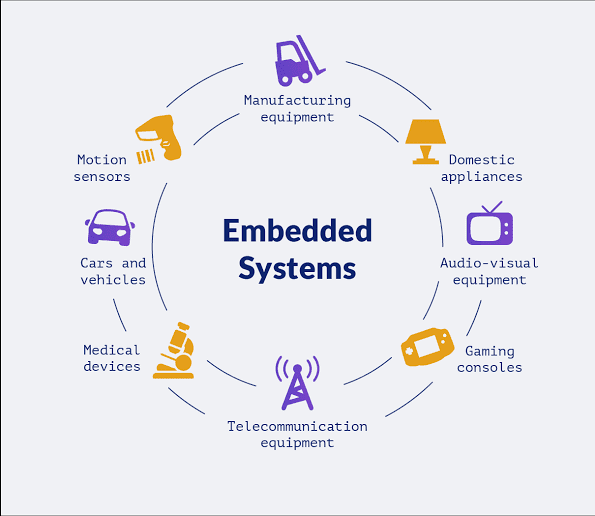 Manufacturing
equipment
Motion
sensors
Domestic
appliances
Embedded
Systems
Cars and
vehicles
Audio-visual
equipment
Medical
devices
Gaming
consoles
Telecommunication
equipment